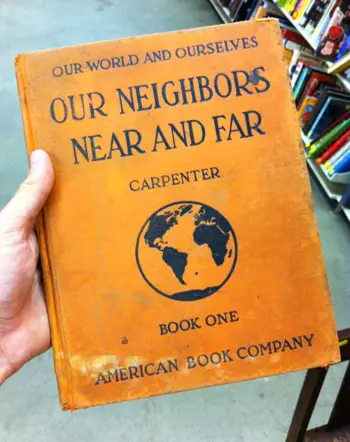 OUR WORLD AND OURSELVES
OUR NEIGHBORS
NEAR AND FAR
CARPENTER
BOOK ONE
AMERICAN BOOK COMPANY